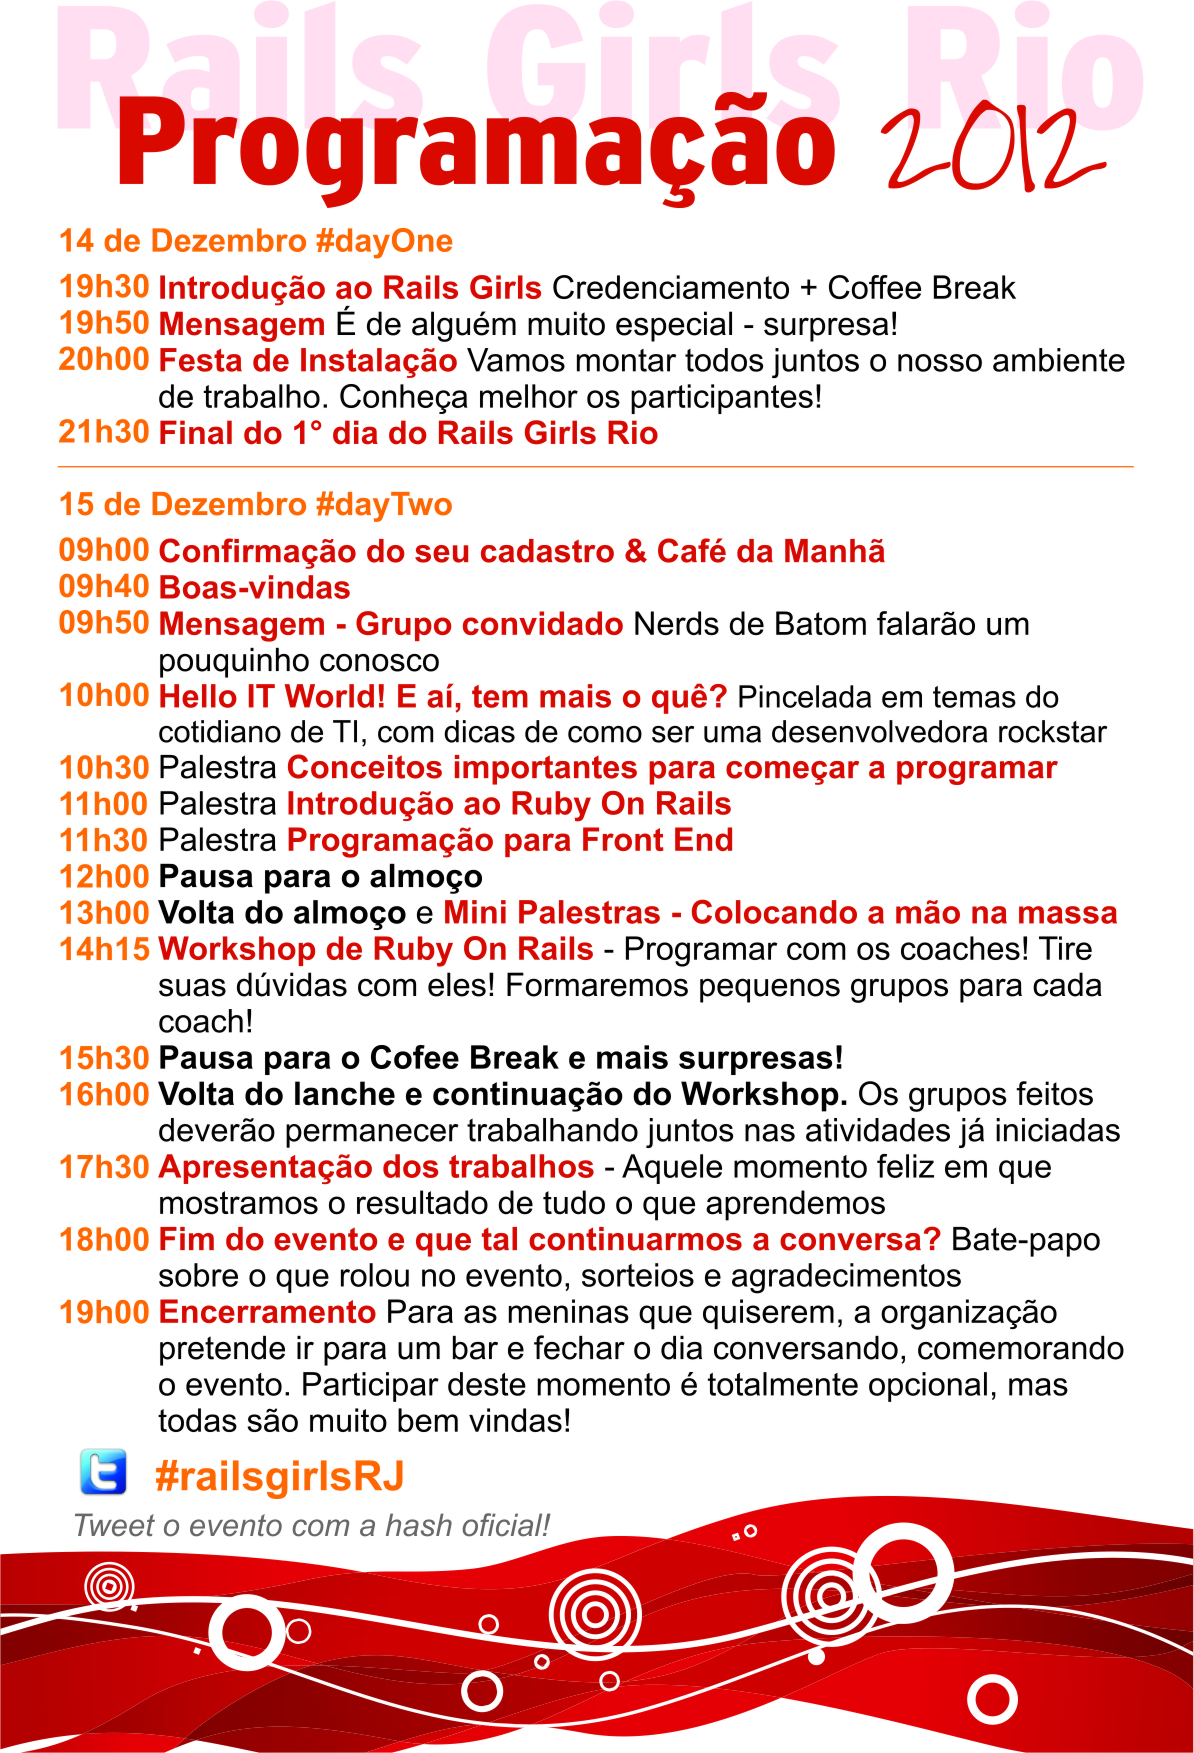 Rails Girls Rio
Programação 2012
14 de Dezembro #dayOne
19h30 Introdução ao Rails Girls Credenciamento + Coffee Break
19h50 Mensagem É de alguém muito especial - surpresa!
20h00 Festa de Instalação Vamos montar todos juntos o nosso ambiente
de trabalho. Conheça melhor os participantes!
21h30 Final do 1° dia do Rails Girls Rio
15 de Dezembro #dayTwo
09h00 Confirmação do seu cadastro & Café da Manhã
09h40 Boas-vindas
09h50 Mensagem - Grupo convidado Nerds de Batom falarão um
pouquinho conosco
10h00 Hello IT World! E aí, tem mais o quê? Pincelada em temas do
cotidiano de TI, com dicas de como ser uma desenvolvedora rockstar
10h30 Palestra Conceitos importantes para começar a programar
11h00 Palestra Introdução ao Ruby On Rails
11h30 Palestra Programação para Front End
12h00 Pausa para o almoço
13h00 Volta do almoço e Mini Palestras - Colocando a mão na massa
14h15 Workshop de Ruby On Rails - Programar com os coaches! Tire
suas dúvidas com eles! Formaremos pequenos grupos para cada
coach!
15h30 Pausa para o Cofee Break e mais surpresas!
16h00 Volta do lanche e continuação do Workshop. Os grupos feitos
deverão permanecer trabalhando juntos nas atividades já iniciadas
17h30 Apresentação dos trabalhos - Aquele momento feliz em que
mostramos o resultado de tudo o que aprendemos
18h00 Fim do evento e que tal continuarmos a conversa? Bate-papo
sobre o que rolou no evento, sorteios e agradecimentos
19h00 Encerramento Para as meninas que quiserem, a organização
pretende ir para um bar e fechar o dia conversando, comemorando
o evento. Participar deste momento é totalmente opcional, mas
todas são muito bem vindas!
t #railsgirlsRJ
Tweet o evento com a hash oficial!